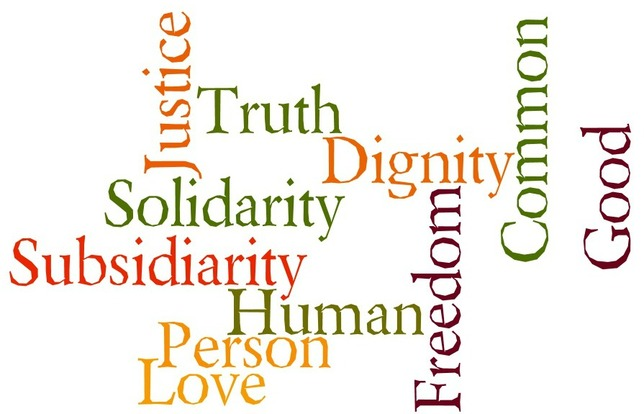 Justice
Truth
Common
Dignity
Good
Solidarity
Freedom
Subsidiarity
Human
Person
Love